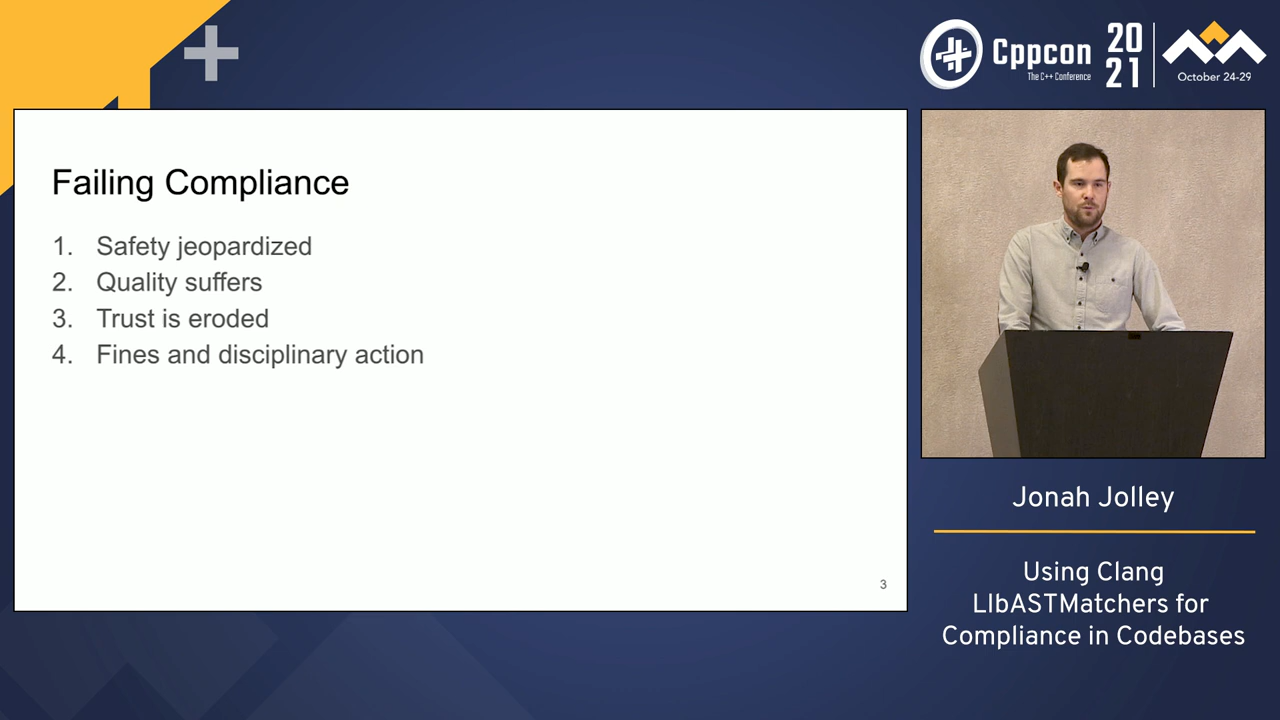 Cppcon
The C++ Conference
20
21
October 24-29
Failing Compliance
1. Safety jeopardized
2. Quality suffers
3. Trust is eroded
4. Fines and disciplinary action
3
Jonah Jolley
Using Clang
LIbASTMatchers for
Compliance in Codebases